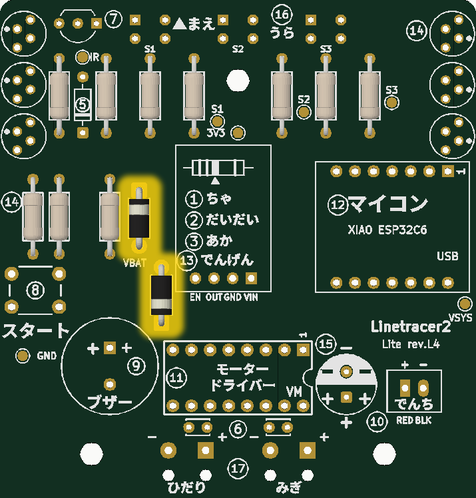 ⑦
▲まえ
⑯
うら
⑭
HR
S1
S2
S3
⑤
S1
S2
S3
3V3
① ちゃ
② だいだい
③ あか
⑬ でんげん
EN OUT GND VIN
⑭
VBAT
1
⑫ マイコン
XIAO ESP32C6
USB
VSYS
⑧
スタート
GND
Linetracer2
Lite rev.L4
+
⑨
ブザー
1
⑪
モーター
ドライバー
VM
⑮
+ +
+
+ -
でんち
RED BLK
⑩
⑥
- +
- +
⑰
ひだり
みぎ